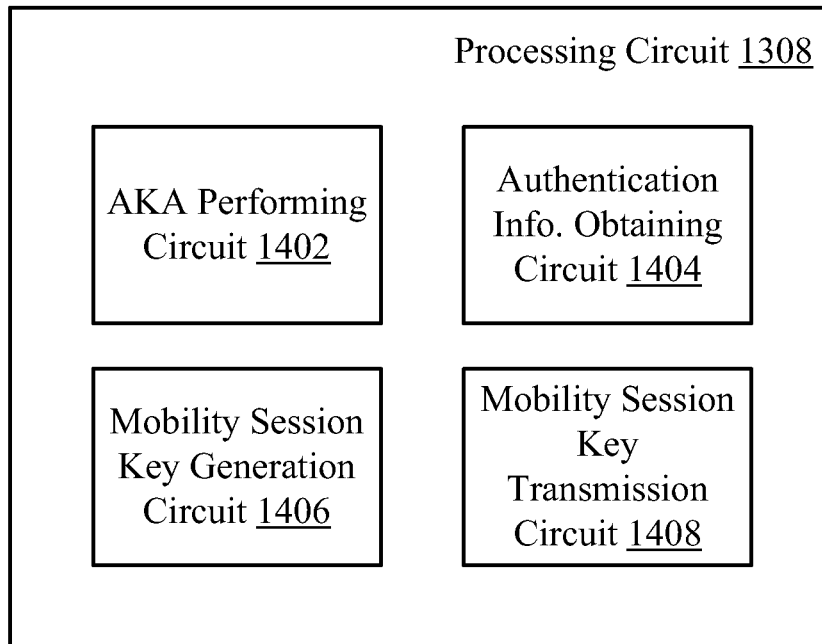 Processing Circuit 1308
AKA Performing
Circuit 1402
Authentication
Info. Obtaining
Circuit 1404
Mobility Session
Key Generation
Circuit 1406
Mobility Session
Key
Transmission
Circuit 1408